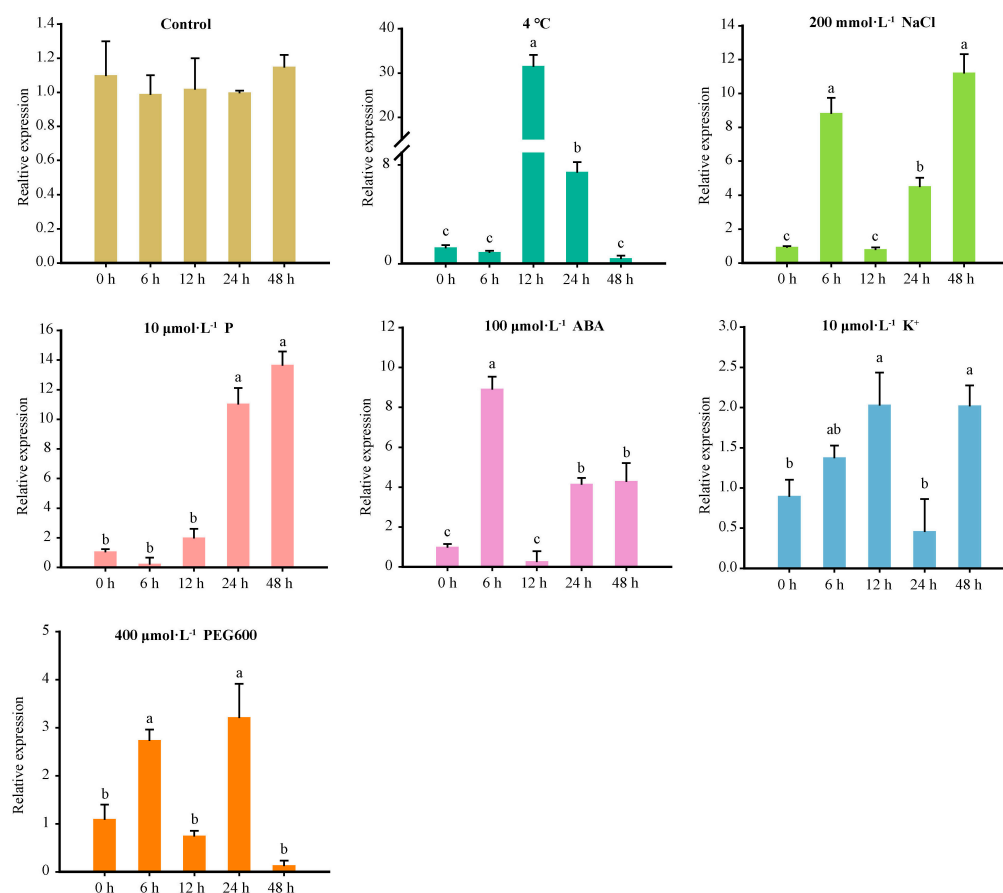 Control
Realtive expression
1.4
1.2
1.0
0.8
0.6
0.4
0.2
0.0
0 h 6 h 12 h 24 h 48 h
4 ℃
Relative expression
40
30
20
8
0
c c a b c
0 h 6 h 12 h 24 h 48 h
200 mmol·L⁻¹ NaCl
Relative expression
14
12
10
8
6
4
2
0
c a c b a
0 h 6 h 12 h 24 h 48 h
10 μmol·L⁻¹ P
Relative expression
16
14
12
10
8
6
4
2
0
b b b a a
0 h 6 h 12 h 24 h 48 h
100 μmol·L⁻¹ ABA
Relative expression
12
10
8
6
4
2
0
c a c b b
0 h 6 h 12 h 24 h 48 h
10 μmol·L⁻¹ K⁺
Relative expression
3.0
2.5
2.0
1.5
1.0
0.5
0.0
b ab a b a
0 h 6 h 12 h 24 h 48 h
400 μmol·L⁻¹ PEG600
Relative expression
5
4
3
2
1
0
b a b a b
0 h 6 h 12 h 24 h 48 h